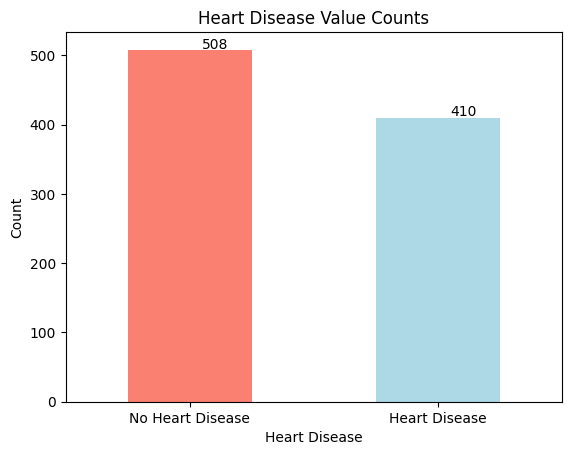 Heart Disease Value Counts
508
410
500
400
300
200
100
0
Count
No Heart Disease
Heart Disease
Heart Disease